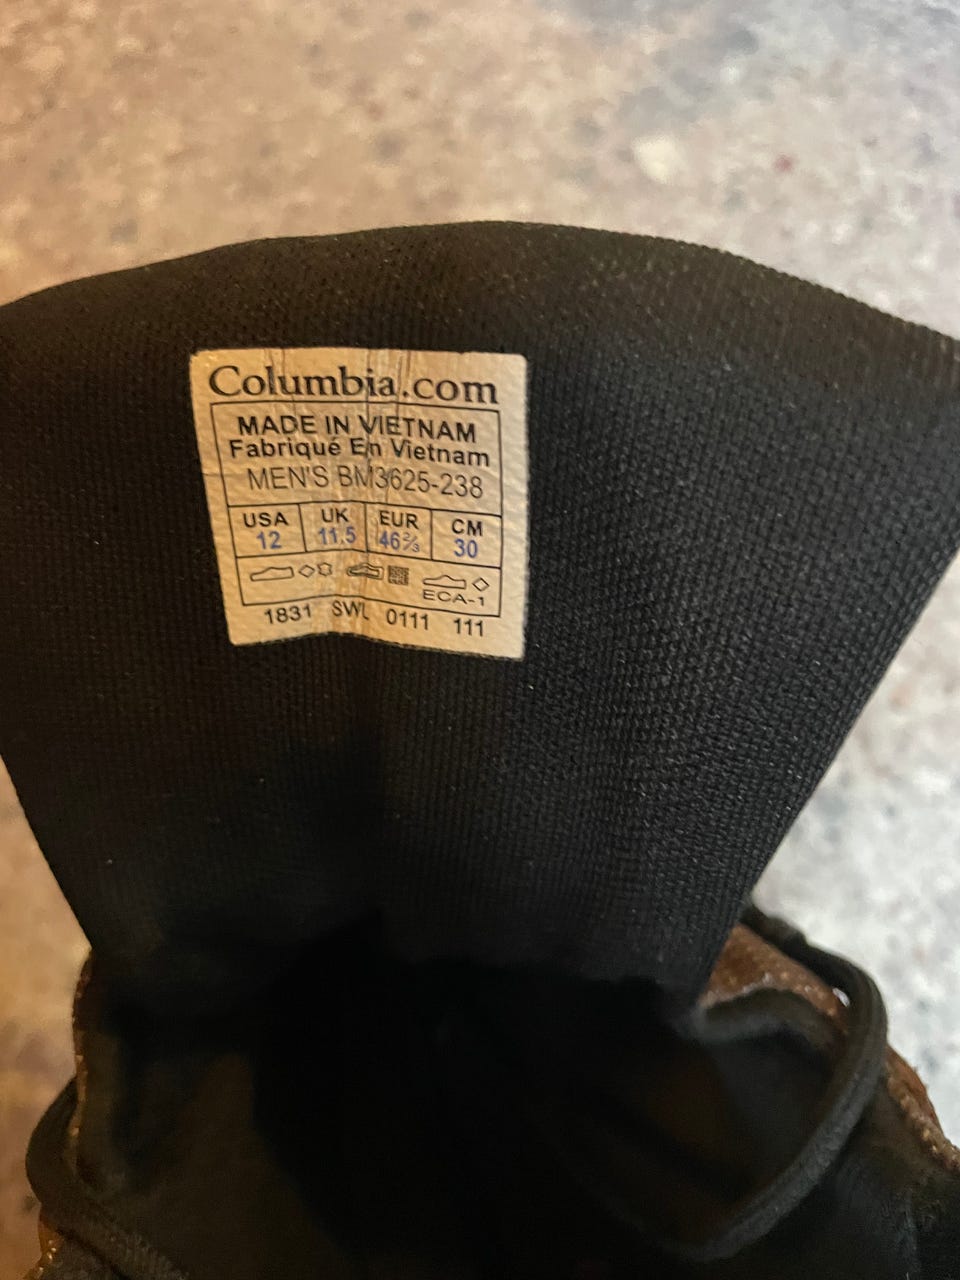 Columbia.com
MADE IN VIETNAM
Fabriqué En Vietnam
MEN'S BM3625-238
USA UK EUR CM
12 11.5 46⅔ 30
ECA-1
1831 SWL 0111 111